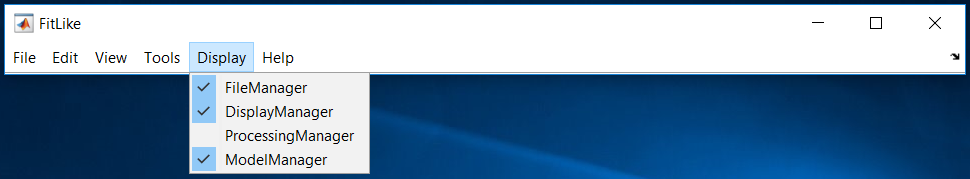 FitLike
File Edit View Tools Display Help
FileManager
DisplayManager
ProcessingManager
ModelManager